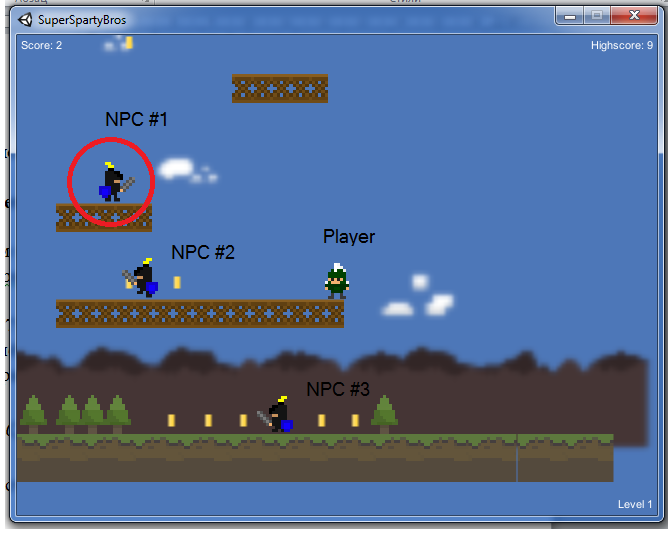 SuperSpartyBros
Score: 2
Highscore: 9
NPC #1
NPC #2
Player
NPC #3
Level 1